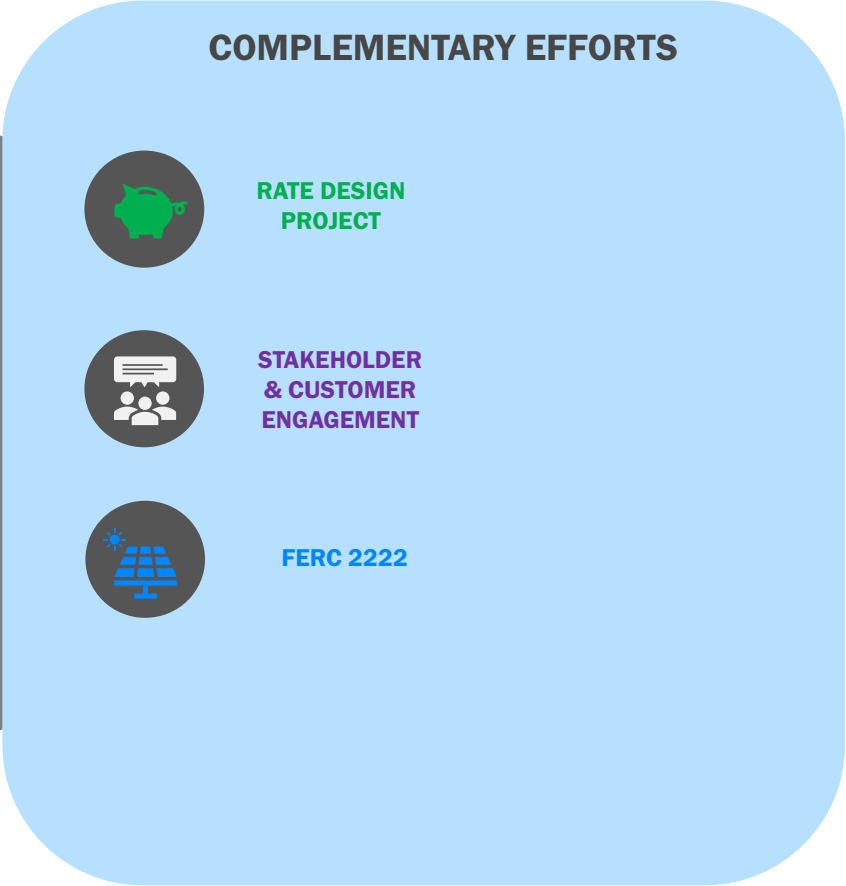 COMPLEMENTARY EFFORTS
RATE DESIGN
PROJECT
STAKEHOLDER
& CUSTOMER
ENGAGEMENT
FERC 2222